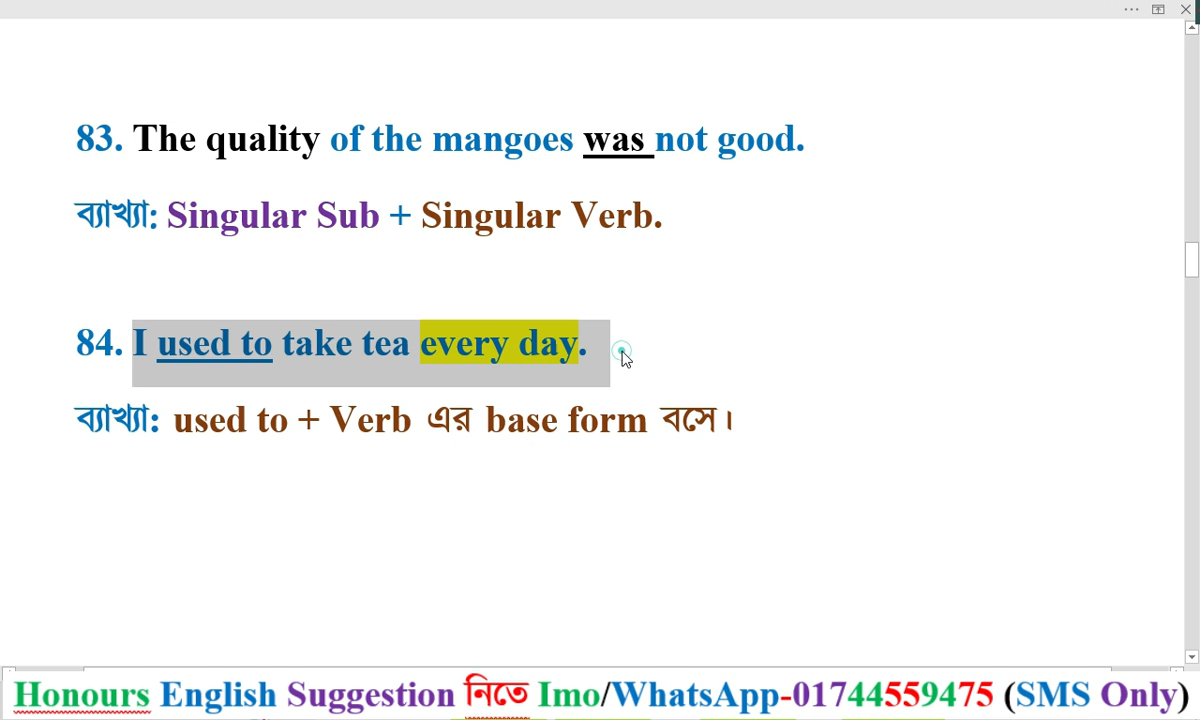 83. The quality of the mangoes was not good.
ব্যাখ্যা: Singular Sub + Singular Verb.
84. I used to take tea every day.
ব্যাখ্যা: used to + Verb এর base form বসে।
Honours English Suggestion নিতে Imo/WhatsApp-01744559475 (SMS Only)